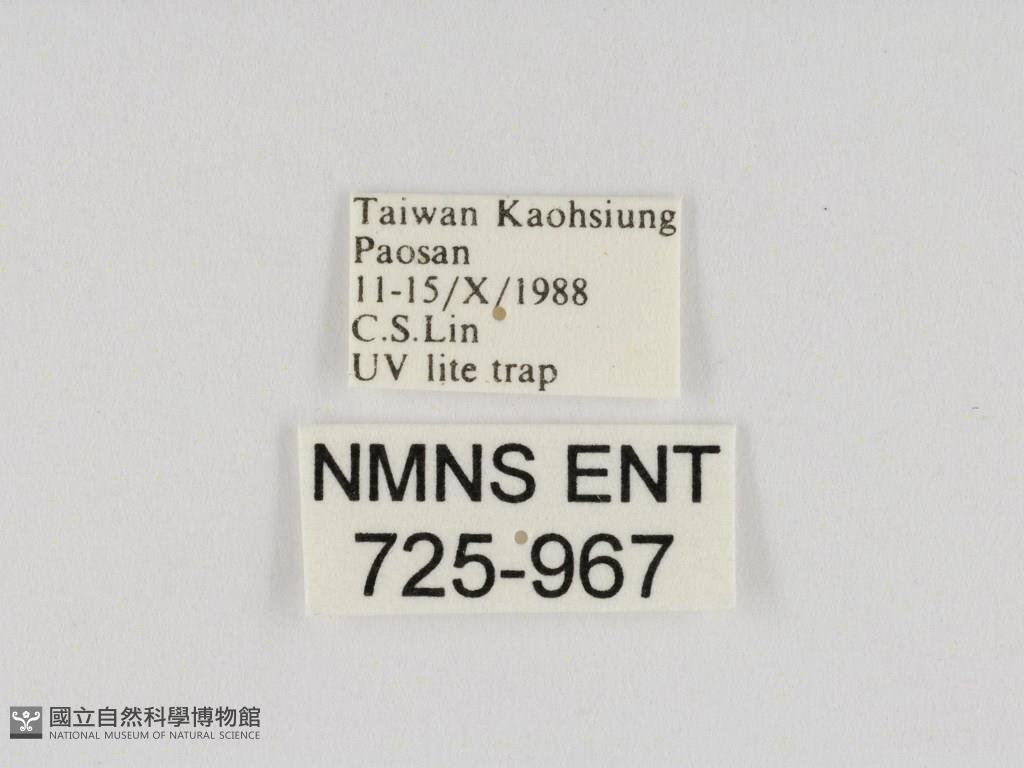 Taiwan Kaohsiung
Paosan
11-15/X/1988
C.S.Lin
UV lite trap
NMNS ENT
725-967
國立自然科學博物館
NATIONAL MUSEUM OF NATURAL SCIENCE